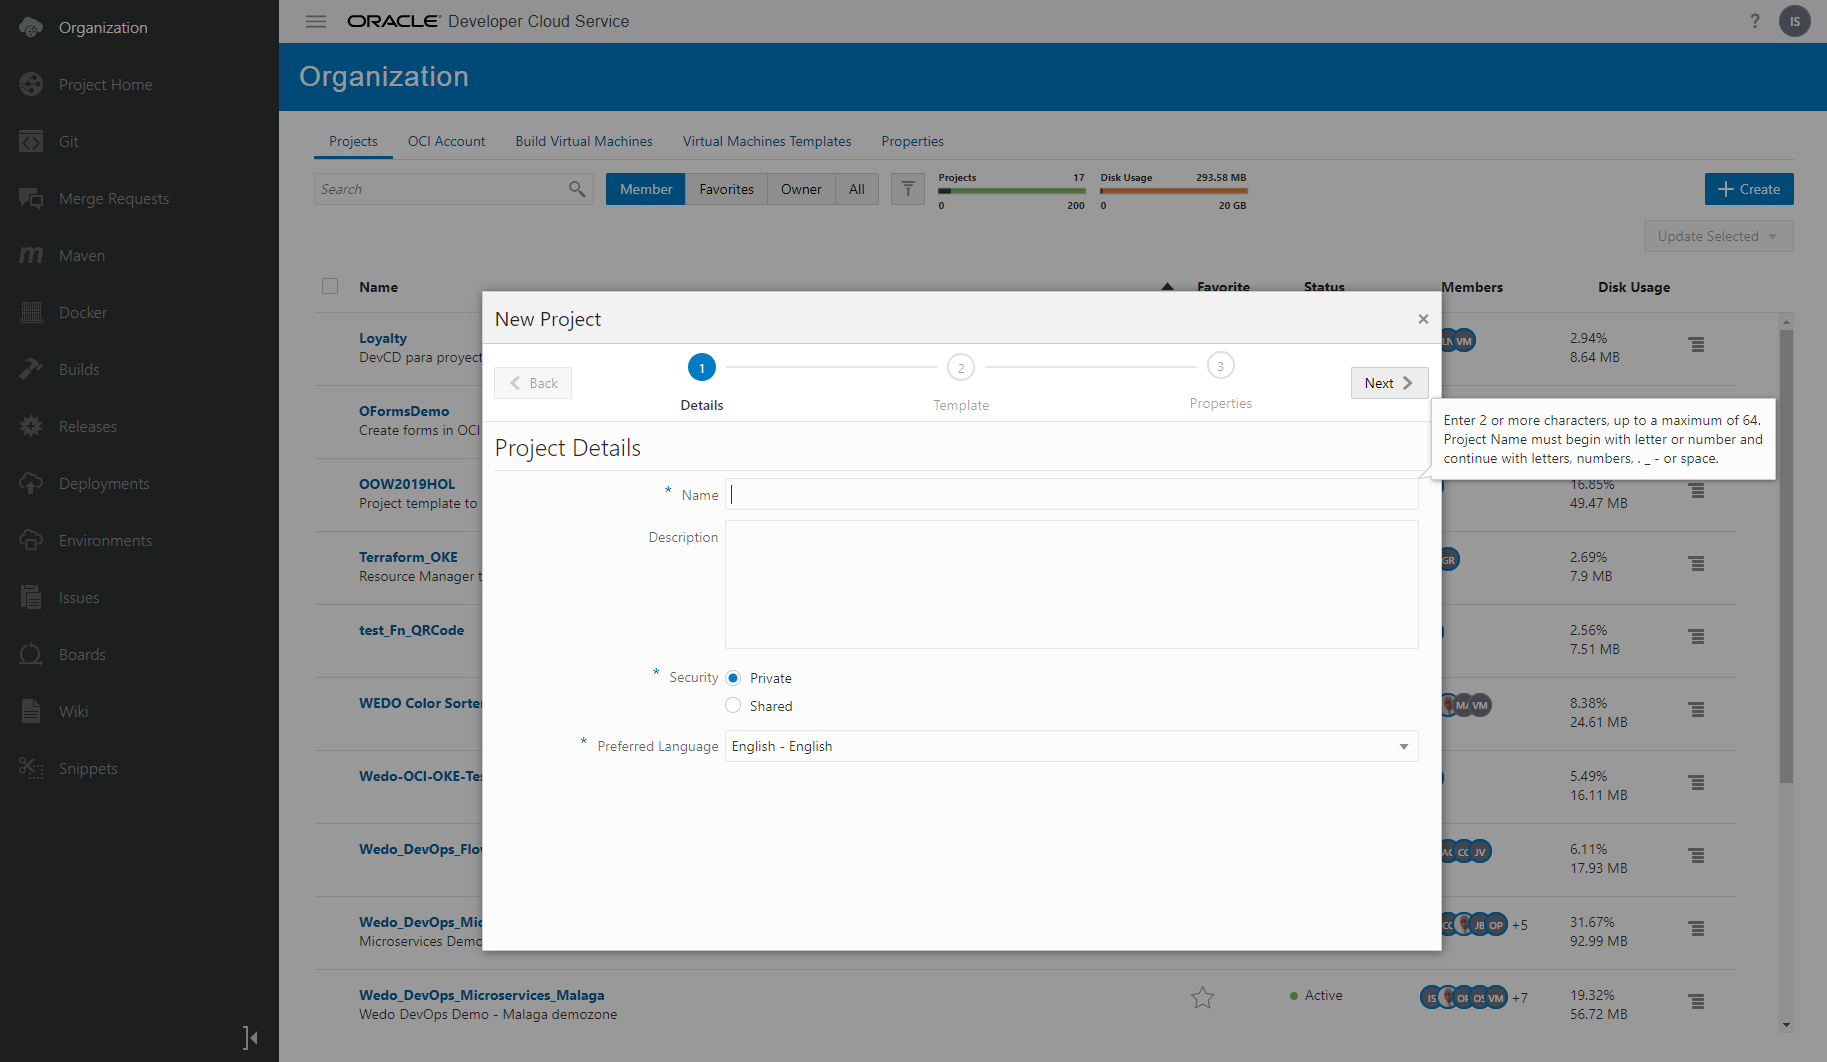 Organization
Project Home
Git
Merge Requests
Maven
Docker
Builds
Releases
Deployments
Environments
Issues
Boards
Wiki
Snippets
ORACLE Developer Cloud Service
? IS
Organization
Projects OCI Account Build Virtual Machines Virtual Machines Templates Properties
Search Member Favorites Owner All
Projects 17
0 200
Disk Usage 293.58 MB
0 20 GB
+ Create
Update Selected
Name Favorite Status Members Disk Usage
Loyalty
DevCD para proyect
VM
2.94%
8.64 MB
OFormsDemo
Create forms in OCI
OOW2019HOL
Project template to
16.85%
49.47 MB
Terraform_OKE
Resource Manager t
GR
2.69%
7.9 MB
test_Fn_QRCode
2.56%
7.51 MB
WEDO Color Sorte
VM
8.38%
24.61 MB
Wedo-OCI-OKE-Te
5.49%
16.11 MB
Wedo_DevOps_Flo
JV
6.11%
17.93 MB
Wedo_DevOps_Mic
Microservices Demo
JB OP +5
31.67%
92.99 MB
Wedo_DevOps_Microservices_Malaga
Wedo DevOps Demo - Malaga demozone
Active
IS VM +7
19.32%
56.72 MB
New Project
×
Back
1 2 3
Details Template Properties
Next
Enter 2 or more characters, up to a maximum of 64.
Project Name must begin with letter or number and
continue with letters, numbers, . _ - or space.
Project Details
* Name
Description
* Security Private
Shared
* Preferred Language English - English